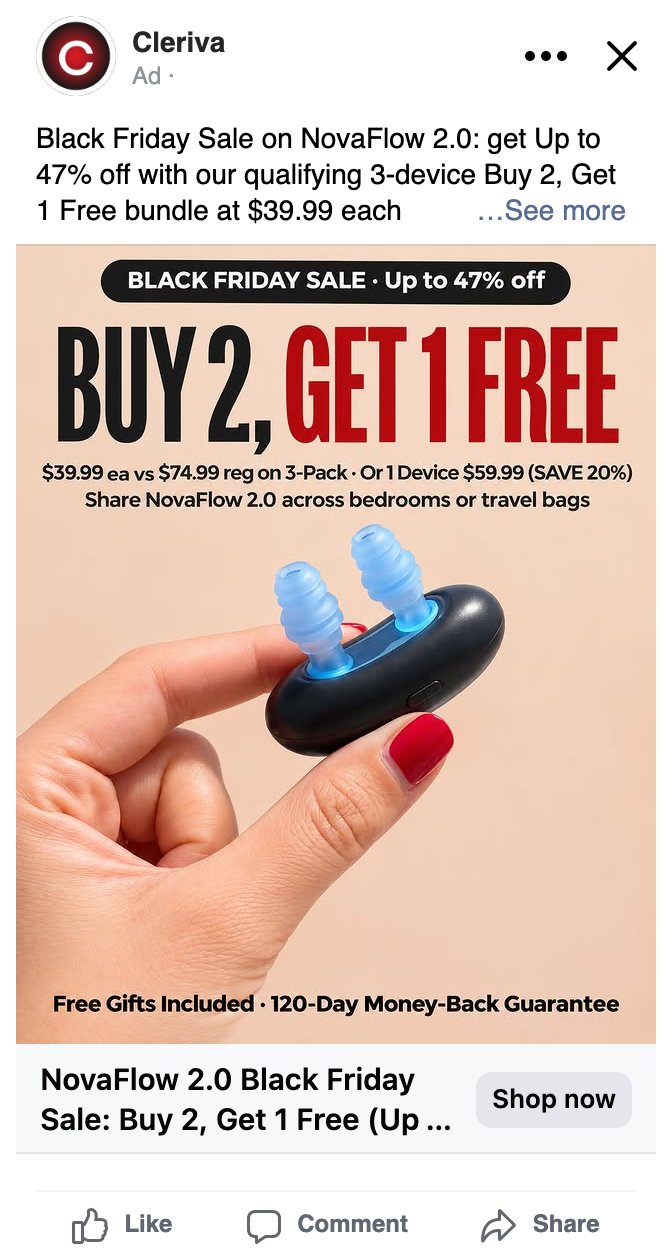 C
Cleriva
Ad ·
Black Friday Sale on NovaFlow 2.0: get Up to
47% off with our qualifying 3-device Buy 2, Get
1 Free bundle at $39.99 each ...See more
BLACK FRIDAY SALE · Up to 47% off
BUY 2, GET 1 FREE
$39.99 ea vs $74.99 reg on 3-Pack · Or 1 Device $59.99 (SAVE 20%)
Share NovaFlow 2.0 across bedrooms or travel bags
Free Gifts Included · 120-Day Money-Back Guarantee
NovaFlow 2.0 Black Friday
Sale: Buy 2, Get 1 Free (Up ...
Shop now
Like Comment Share